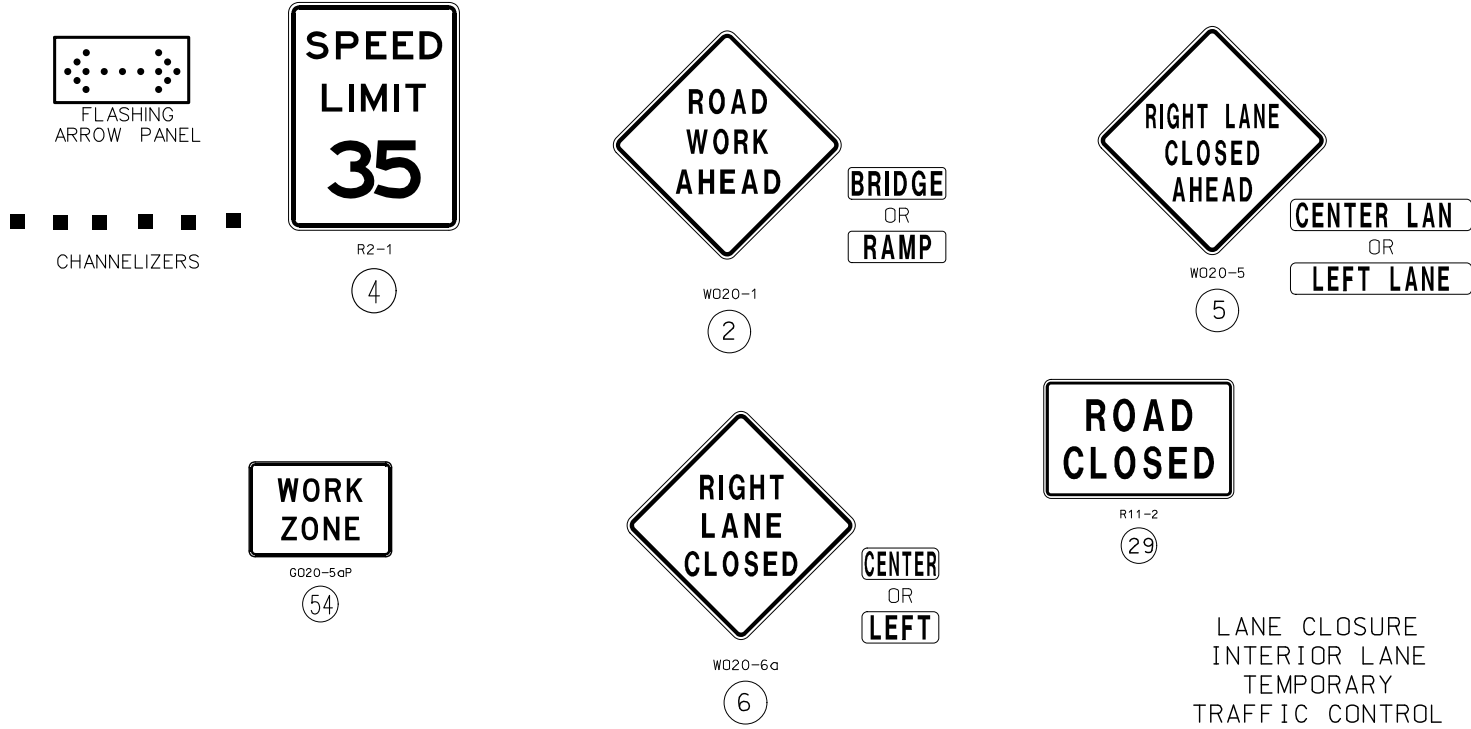 FLASHING
ARROW PANEL
CHANNELIZERS
SPEED
LIMIT
35
R2-1
4
ROAD
WORK
AHEAD
BRIDGE
OR
RAMP
WO20-1
2
RIGHT LANE
CLOSED
AHEAD
CENTER LAN
OR
LEFT LANE
WO20-5
5
WORK
ZONE
GO20-5aP
54
RIGHT
LANE
CLOSED
CENTER
OR
LEFT
WO20-6a
6
ROAD
CLOSED
R11-2
29
LANE CLOSURE
INTERIOR LANE
TEMPORARY
TRAFFIC CONTROL